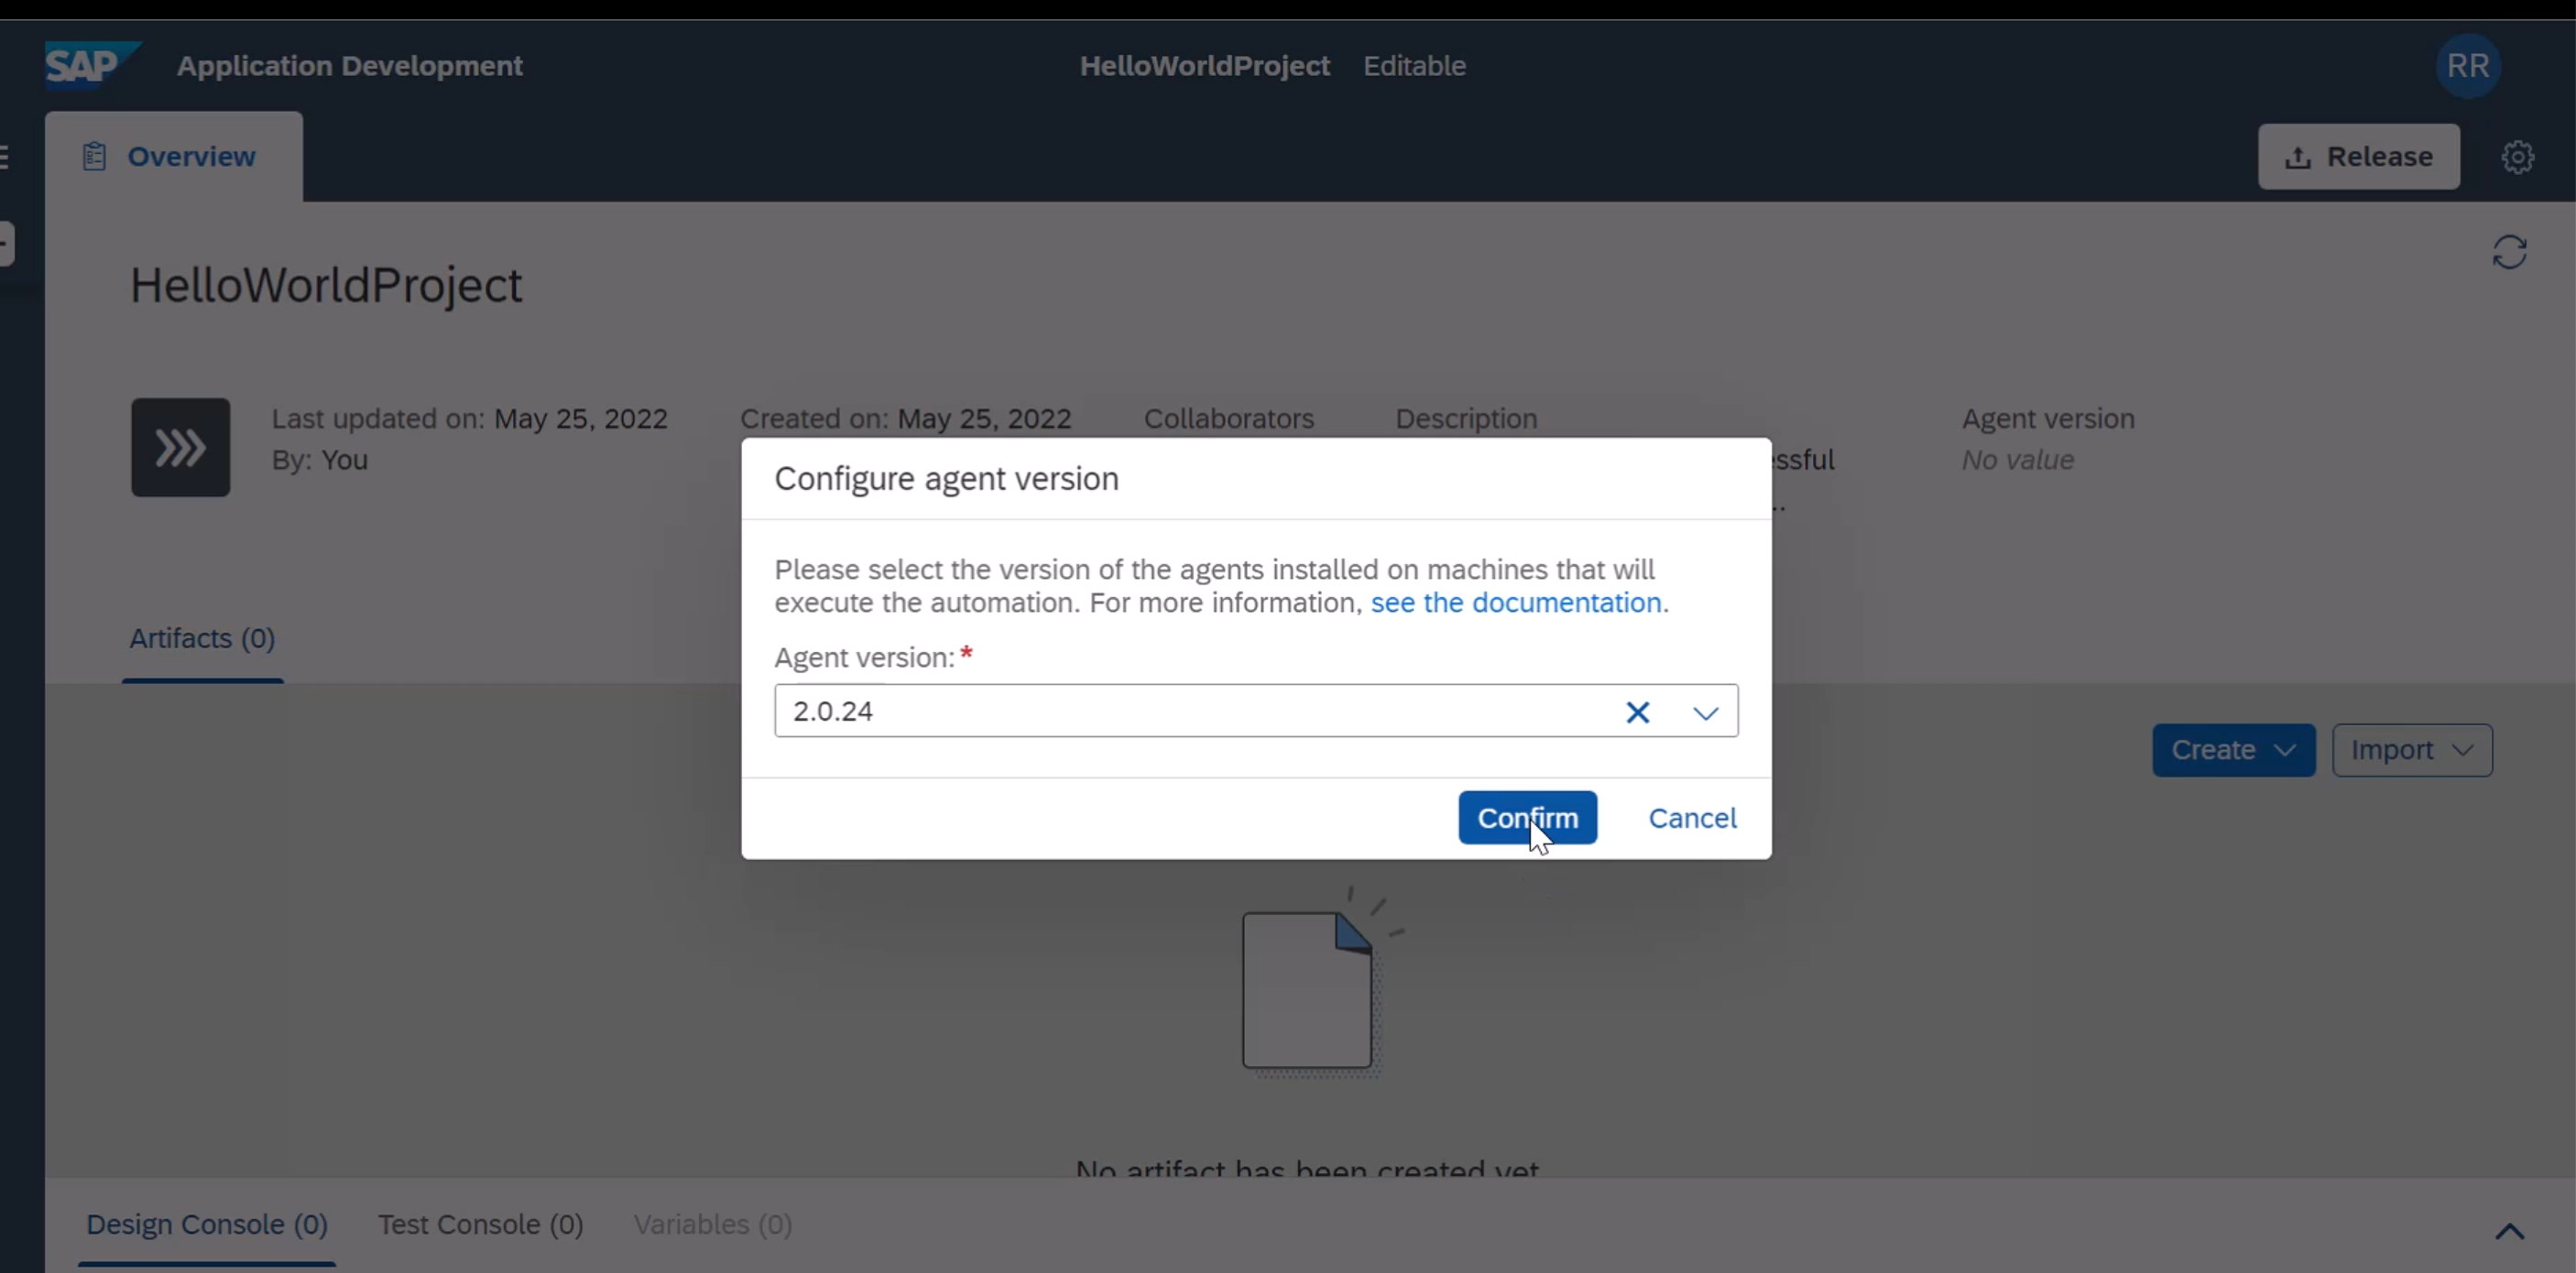 SAP Application Development HelloWorldProject Editable RR
Overview Release
HelloWorldProject
Last updated on: May 25, 2022 Created on: May 25, 2022 Collaborators Description Agent version
By: You ssful No value
..
Configure agent version
Please select the version of the agents installed on machines that will
execute the automation. For more information, see the documentation.
Artifacts (0)
Agent version:*
2.0.24
Create Import
Confirm Cancel
No artifact has been created yet
Design Console (0) Test Console (0) Variables (0)